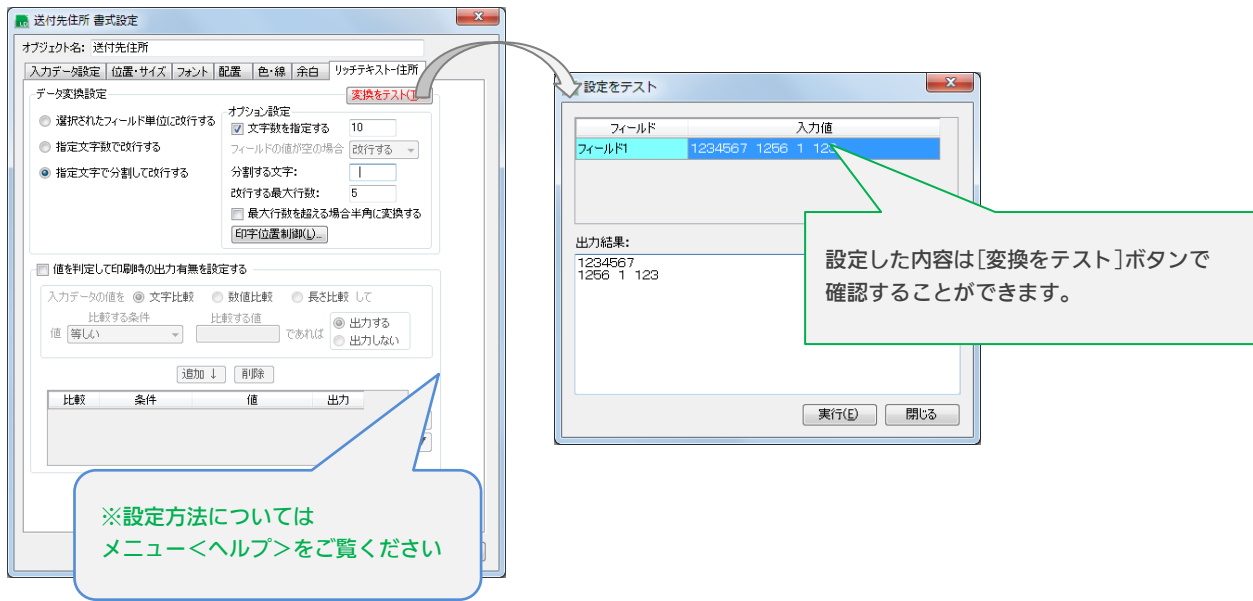 送付先住所 書式設定
オブジェクト名: 送付先住所
入力データ設定 位置・サイズ フォント 配置 色・線 余白 リッチテキスト-住所
データ変換設定
選択されたフィールド単位に改行する
指定文字数で改行する
指定文字で分割して改行する
オプション設定
文字数を指定する 10
フィールドの値が空の場合 改行する
分割する文字:
改行する最大行数: 5
最大行数を超える場合半角に変換する
印字位置制御(L)...
値を判定して印刷時の出力有無を設定する
入力データの値を 文字比較 数値比較 長さ比較 して
比較する条件 比較する値
値 等しい であれば
出力する
出力しない
追加 ↓ 削除
比較 条件 値 出力
※設定方法については
メニュー<ヘルプ>をご覧ください
設定をテスト
フィールド 入力値
フィールド1 1234567 1256 1 123
出力結果:
1234567
1256 1 123
実行(E) 閉じる
設定した内容は[変換をテスト]ボタンで
確認することができます。